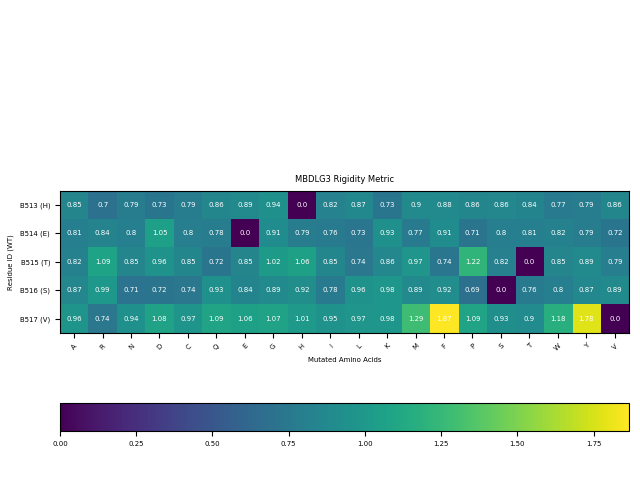 MBDLG3 Rigidity Metric
Residue ID (WT)
B513 (H) 0.85 0.7 0.79 0.73 0.79 0.86 0.89 0.94 0.0 0.82 0.87 0.73 0.9 0.88 0.86 0.86 0.84 0.77 0.79 0.86
B514 (E) 0.81 0.84 0.8 1.05 0.8 0.78 0.0 0.91 0.79 0.76 0.73 0.93 0.77 0.91 0.71 0.8 0.81 0.82 0.79 0.72
B515 (T) 0.82 1.09 0.85 0.96 0.85 0.72 0.85 1.02 1.06 0.85 0.74 0.86 0.97 0.74 1.22 0.82 0.0 0.85 0.89 0.79
B516 (S) 0.87 0.99 0.71 0.72 0.74 0.93 0.84 0.89 0.92 0.78 0.96 0.98 0.89 0.92 0.69 0.0 0.76 0.8 0.87 0.89
B517 (V) 0.96 0.74 0.94 1.08 0.97 1.09 1.06 1.07 1.01 0.95 0.97 0.98 1.29 1.87 1.09 0.93 0.9 1.18 1.78 0.0
A R N D C Q E G H I L K M F P S T W Y V
Mutated Amino Acids
0.00 0.25 0.50 0.75 1.00 1.25 1.50 1.75